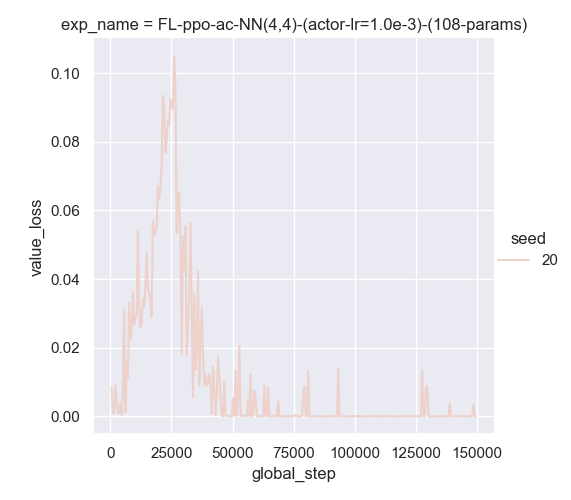 exp_name = FL-ppo-ac-NN(4,4)-(actor-lr=1.0e-3)-(108-params)
0.10
0.08
0.06
0.04
0.02
0.00
value_loss
0 25000 50000 75000 100000 125000 150000
global_step
seed
20